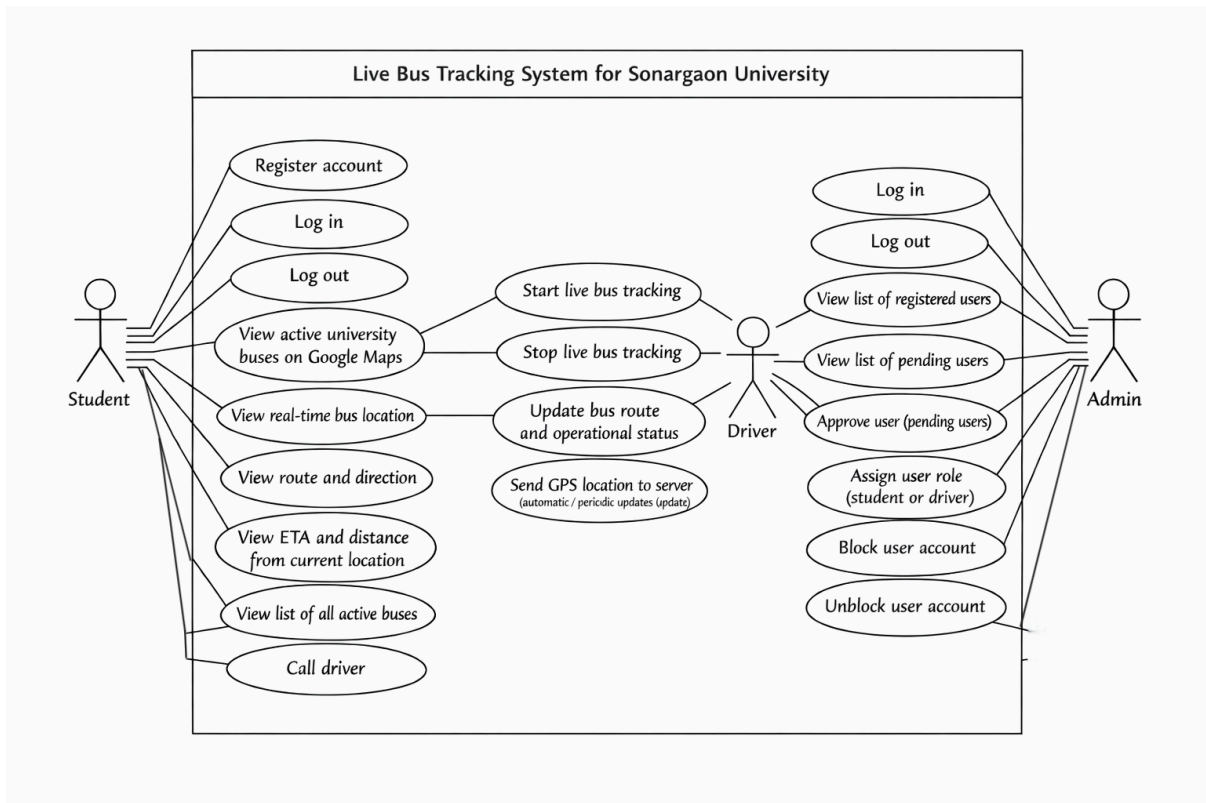 Live Bus Tracking System for Sonargaon University
Register account
Log in
Log out
View active university
buses on Google Maps
View real-time bus location
View route and direction
View ETA and distance
from current location
View list of all active buses
Call driver
Student
Start live bus tracking
Stop live bus tracking
Update bus route
and operational status
Send GPS location to server
(automatic / periodic updates (update)
Driver
Log in
Log out
View list of registered users
View list of pending users
Approve user (pending users)
Assign user role
(student or driver)
Block user account
Unblock user account
Admin